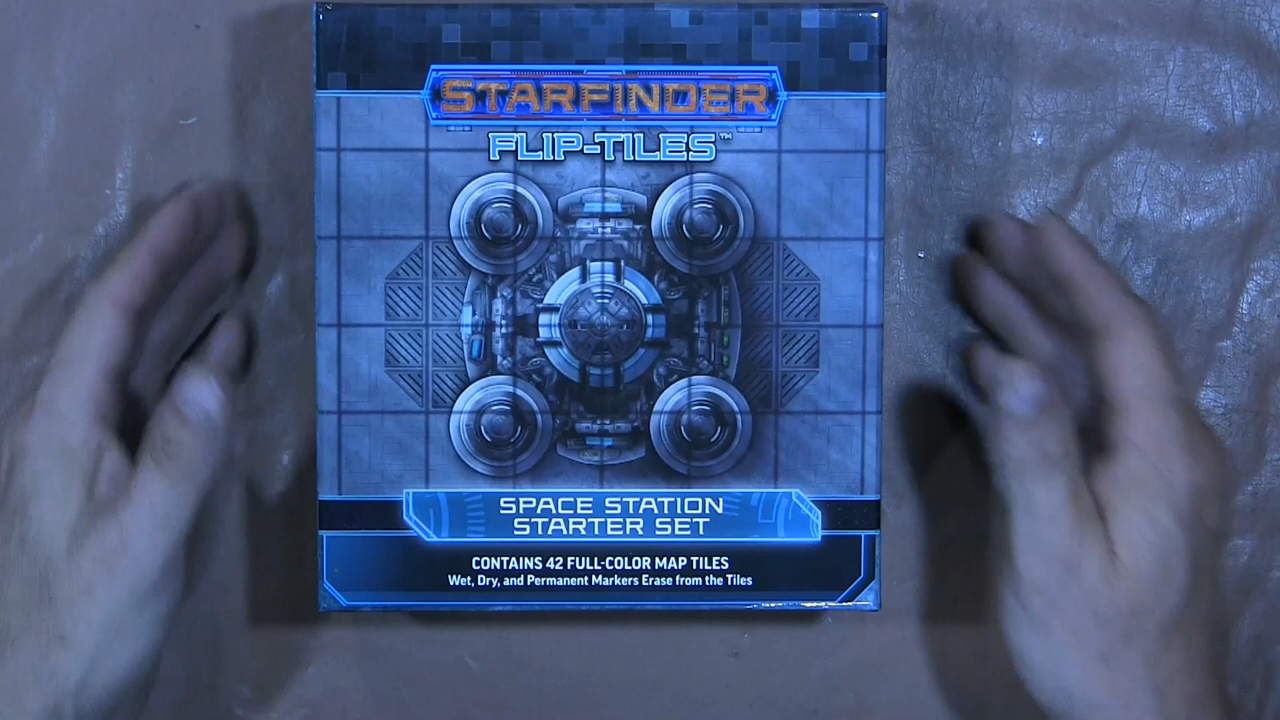 STARFINDER
FLIP-TILES™
SPACE STATION
STARTER SET
CONTAINS 42 FULL-COLOR MAP TILES
Wet, Dry, and Permanent Markers Erase from the Tiles